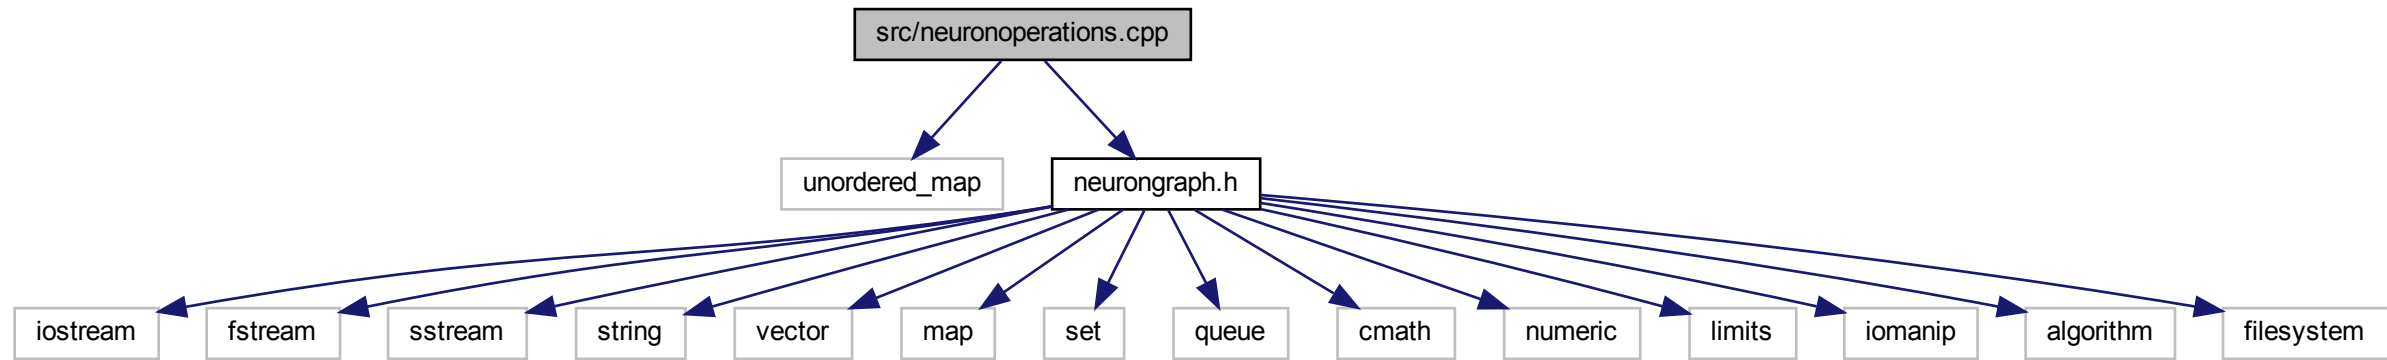 src/neuronoperations.cpp
unordered_map
neurongraph.h
iostream
fstream
sstream
string
vector
map
set
queue
cmath
numeric
limits
iomanip
algorithm
filesystem